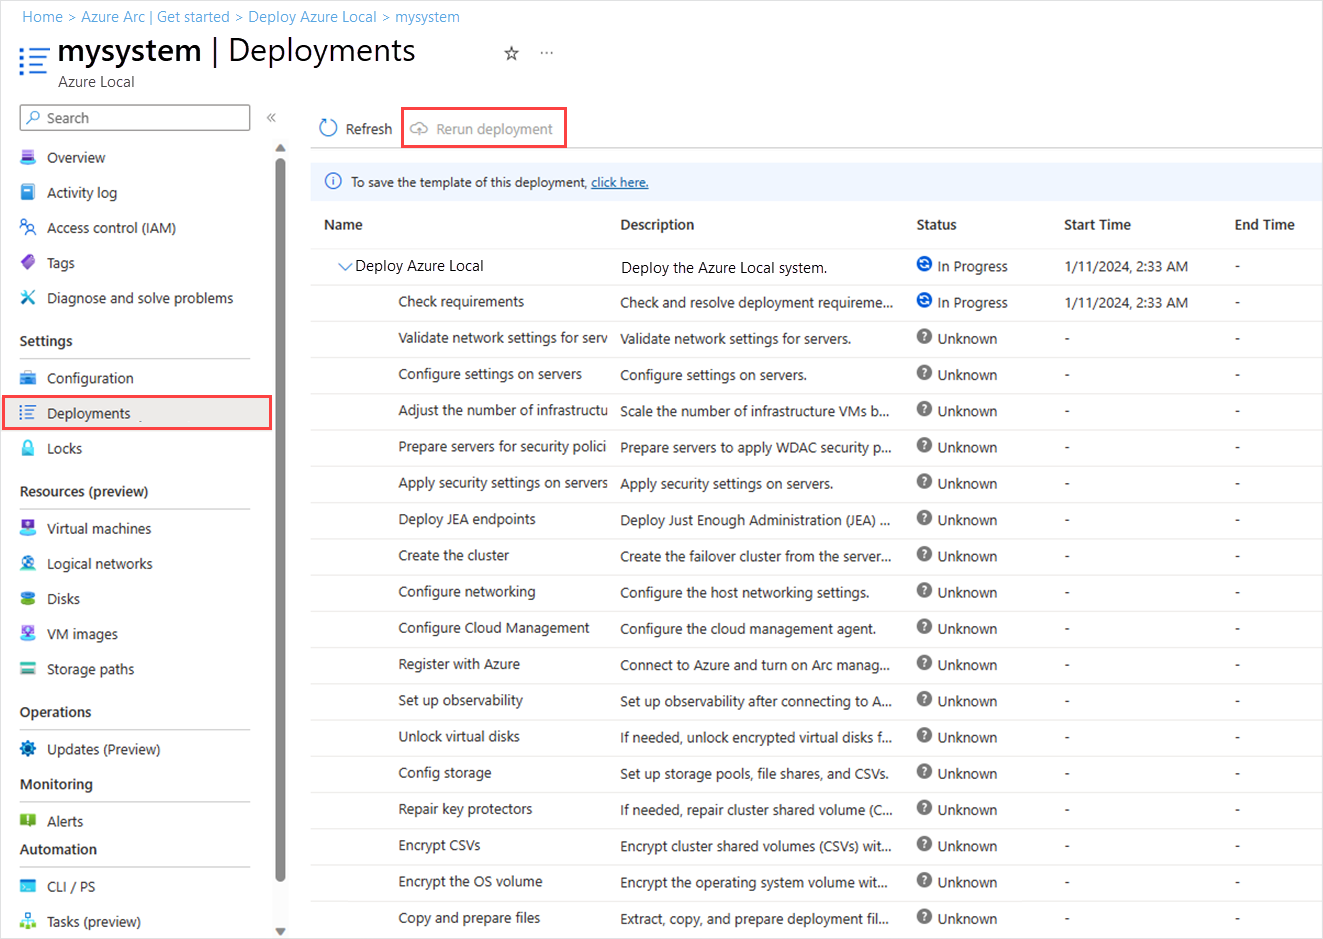 Home > Azure Arc | Get started > Deploy Azure Local > mysystem
mysystem | Deployments
Azure Local
Search
Overview
Activity log
Access control (IAM)
Tags
Diagnose and solve problems
Settings
Configuration
Deployments
Locks
Resources (preview)
Virtual machines
Logical networks
Disks
VM images
Storage paths
Operations
Updates (Preview)
Monitoring
Alerts
Automation
CLI / PS
Tasks (preview)
Refresh Rerun deployment
To save the template of this deployment, click here.
Name Description Status Start Time End Time
Deploy Azure Local Deploy the Azure Local system. In Progress 1/11/2024, 2:33 AM -
Check requirements Check and resolve deployment requireme... In Progress 1/11/2024, 2:33 AM -
Validate network settings for serv Validate network settings for servers. Unknown - -
Configure settings on servers Configure settings on servers. Unknown - -
Adjust the number of infrastructu Scale the number of infrastructure VMs b... Unknown - -
Prepare servers for security polici Prepare servers to apply WDAC security p... Unknown - -
Apply security settings on servers Apply security settings on servers. Unknown - -
Deploy JEA endpoints Deploy Just Enough Administration (JEA) ... Unknown - -
Create the cluster Create the failover cluster from the server... Unknown - -
Configure networking Configure the host networking settings. Unknown - -
Configure Cloud Management Configure the cloud management agent. Unknown - -
Register with Azure Connect to Azure and turn on Arc manag... Unknown - -
Set up observability Set up observability after connecting to A... Unknown - -
Unlock virtual disks If needed, unlock encrypted virtual disks f... Unknown - -
Config storage Set up storage pools, file shares, and CSVs. Unknown - -
Repair key protectors If needed, repair cluster shared volume (C... Unknown - -
Encrypt CSVs Encrypt cluster shared volumes (CSVs) wit... Unknown - -
Encrypt the OS volume Encrypt the operating system volume wit... Unknown - -
Copy and prepare files Extract, copy, and prepare deployment fil... Unknown - -